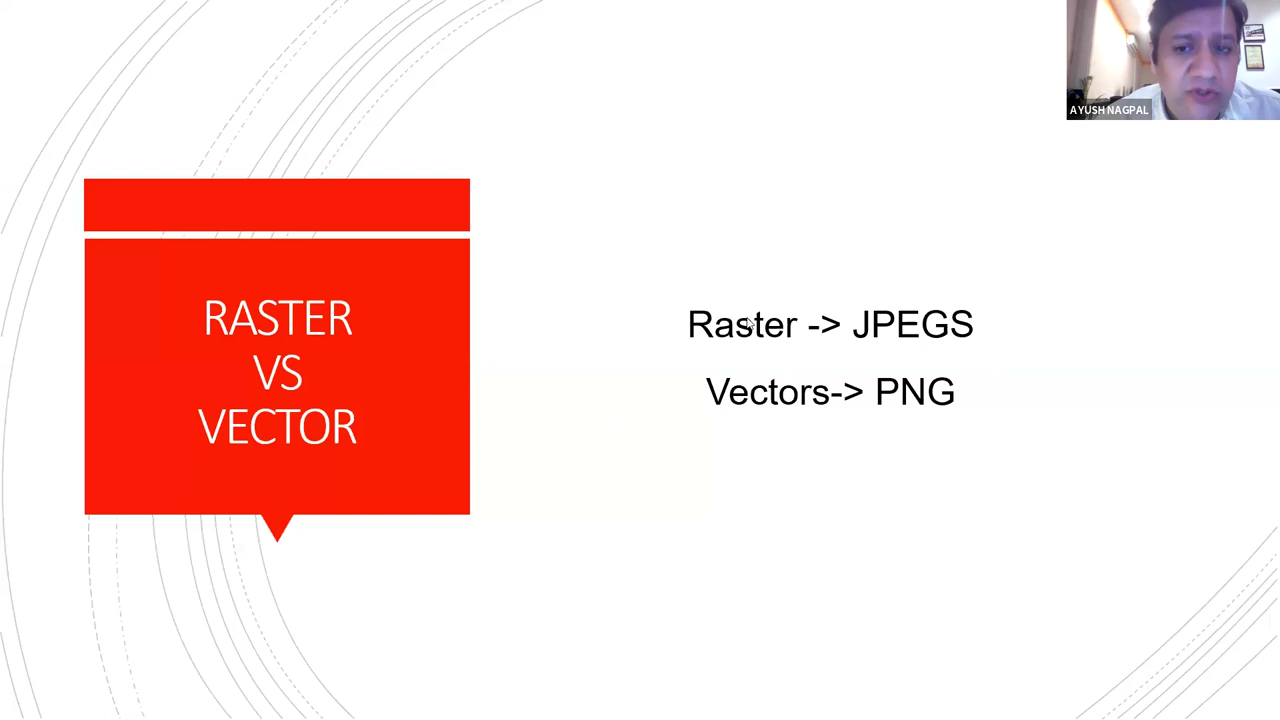 AYUSH NAGPAL
RASTER
VS
VECTOR
Raster -> JPEGS
Vectors-> PNG